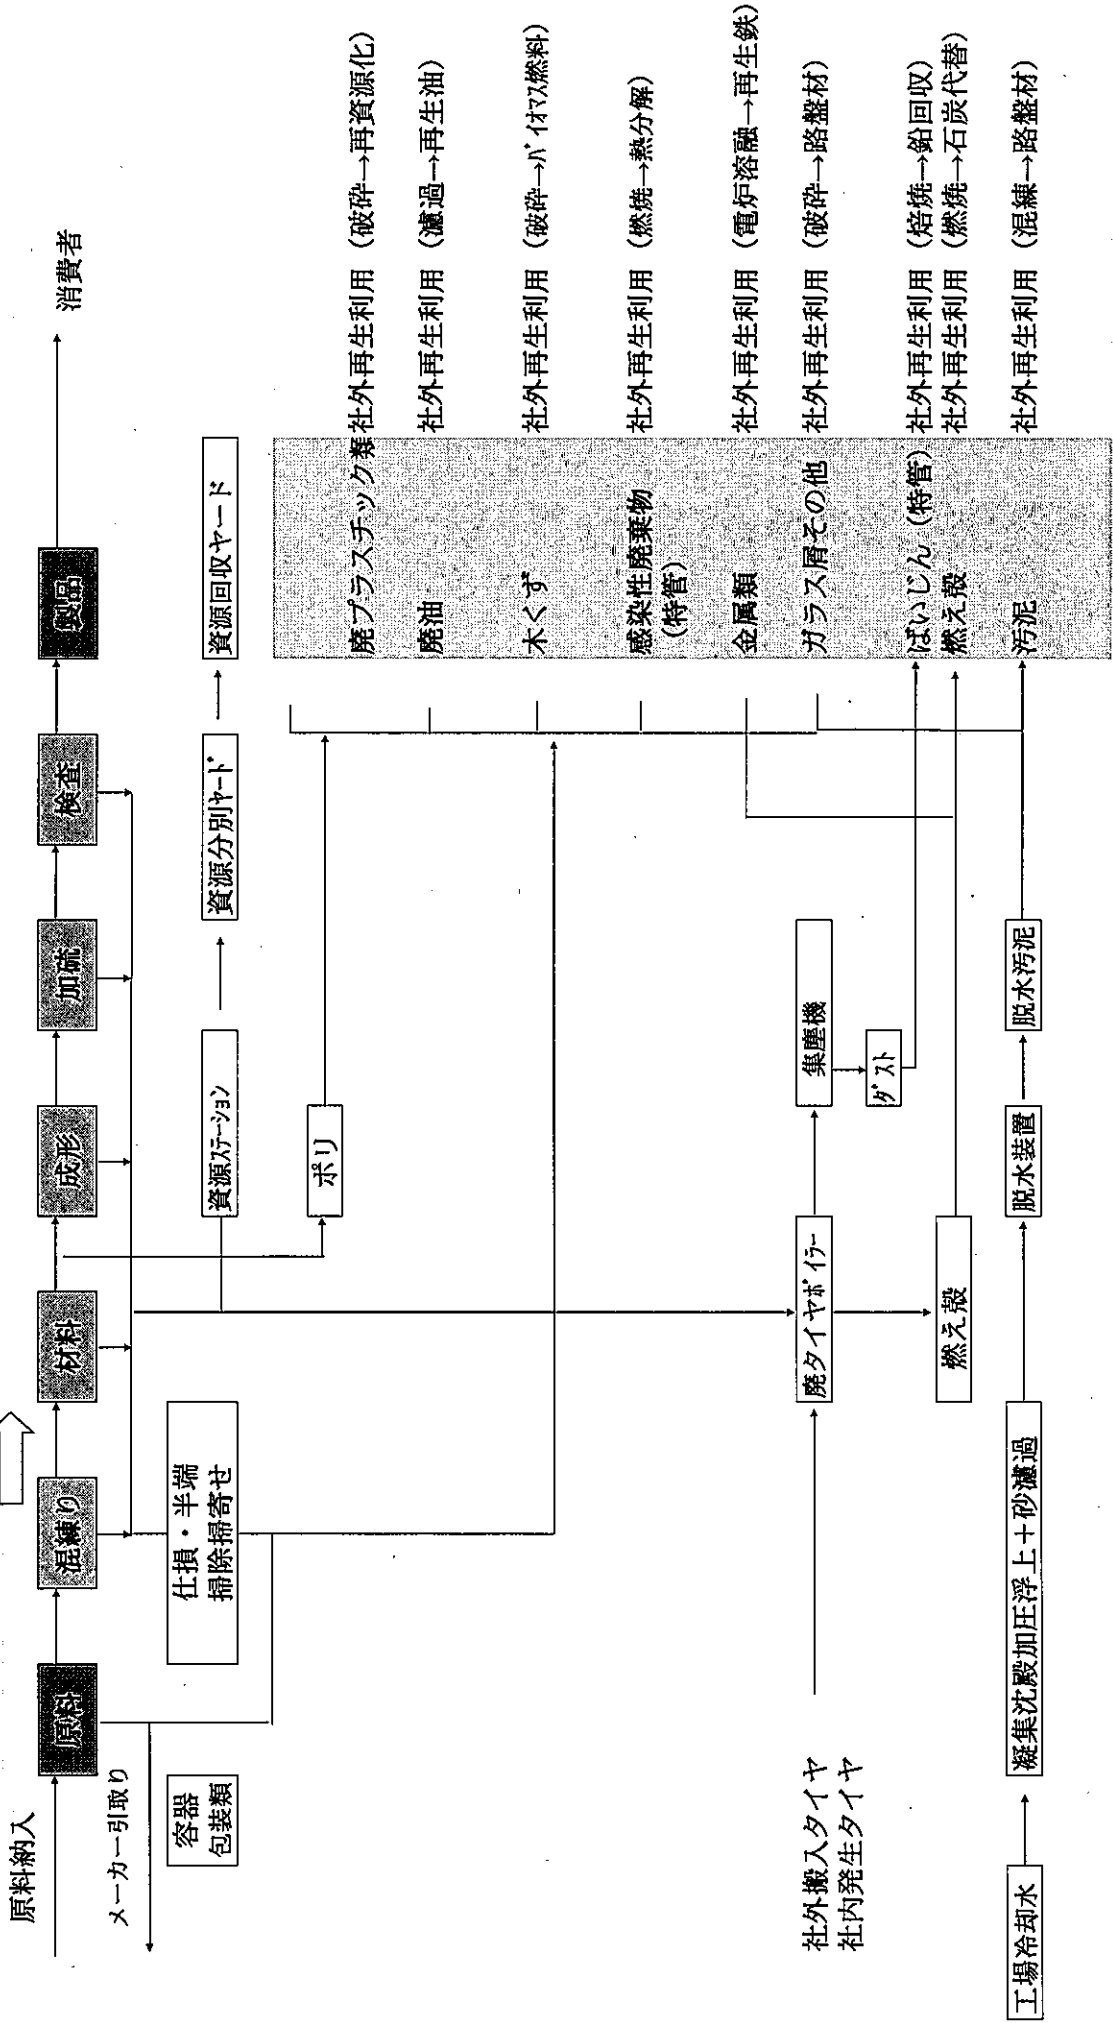 原料納入
原料
混練り
材料
成形
加硫
検査
製品
消費者
メーカー引取り
容器
包装類
仕損・半端
掃除掃寄せ
資源ｽﾃｰｼｮﾝ
資源分別ﾔｰﾄﾞ
資源回収ヤード
ポリ
廃プラスチック類
社外再生利用 (破砕→再資源化)
廃油
社外再生利用 (濾過→再生油)
木くず
社外再生利用 (破砕→ﾊﾞｲｵﾏｽ燃料)
感染性廃棄物
(特管)
社外再生利用 (燃焼→熱分解)
金属類
社外再生利用 (電炉溶融→再生鉄)
社外搬入タイヤ
社内発生タイヤ
廃タイヤﾎﾞｲﾗｰ
集塵機
ﾀﾞｽﾄ
ガラス屑その他
社外再生利用 (破砕→路盤材)
ばいじん (特管)
社外再生利用 (焙焼→鉛回収)
燃え殻
燃え殻
社外再生利用 (燃焼→石炭代替)
工場冷却水
凝集沈殿加圧浮上＋砂濾過
脱水装置
脱水汚泥
汚泥
社外再生利用 (混練→路盤材)